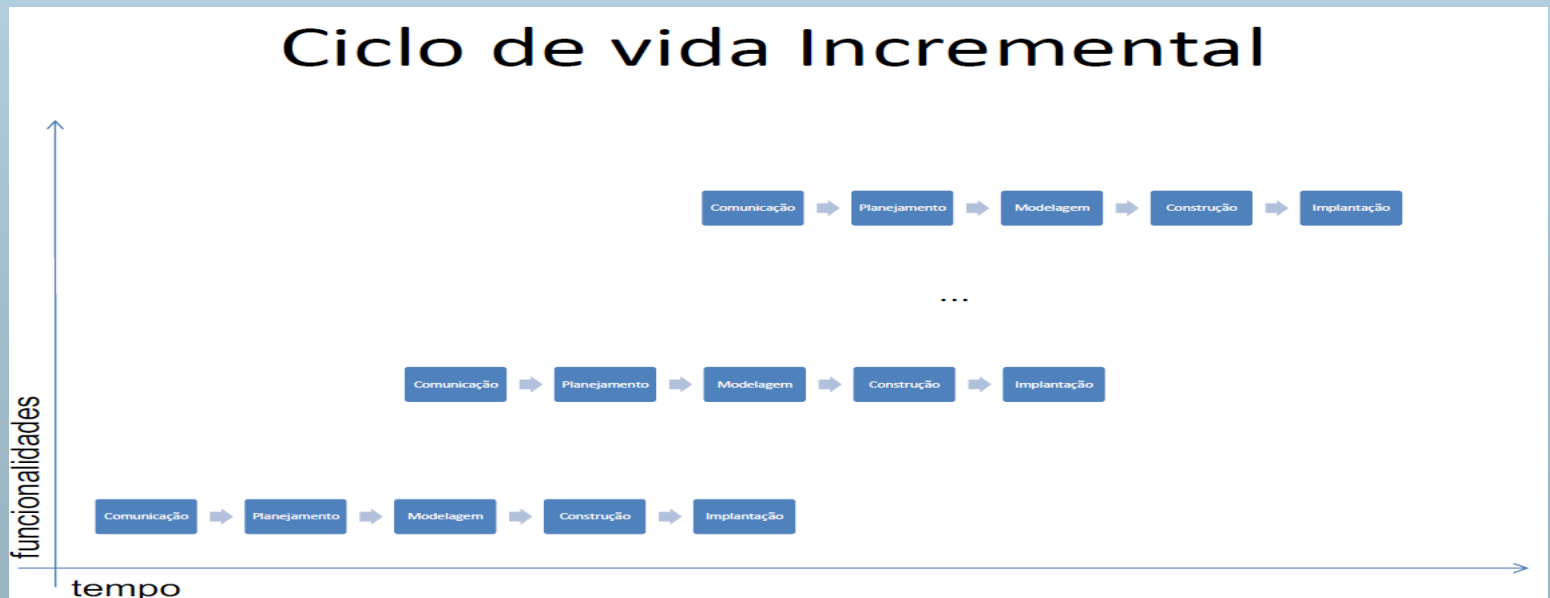 Ciclo de vida Incremental
Comunicação Planejamento Modelagem Construção Implantação
...
Comunicação Planejamento Modelagem Construção Implantação
funcionalidades
Comunicação Planejamento Modelagem Construção Implantação
tempo